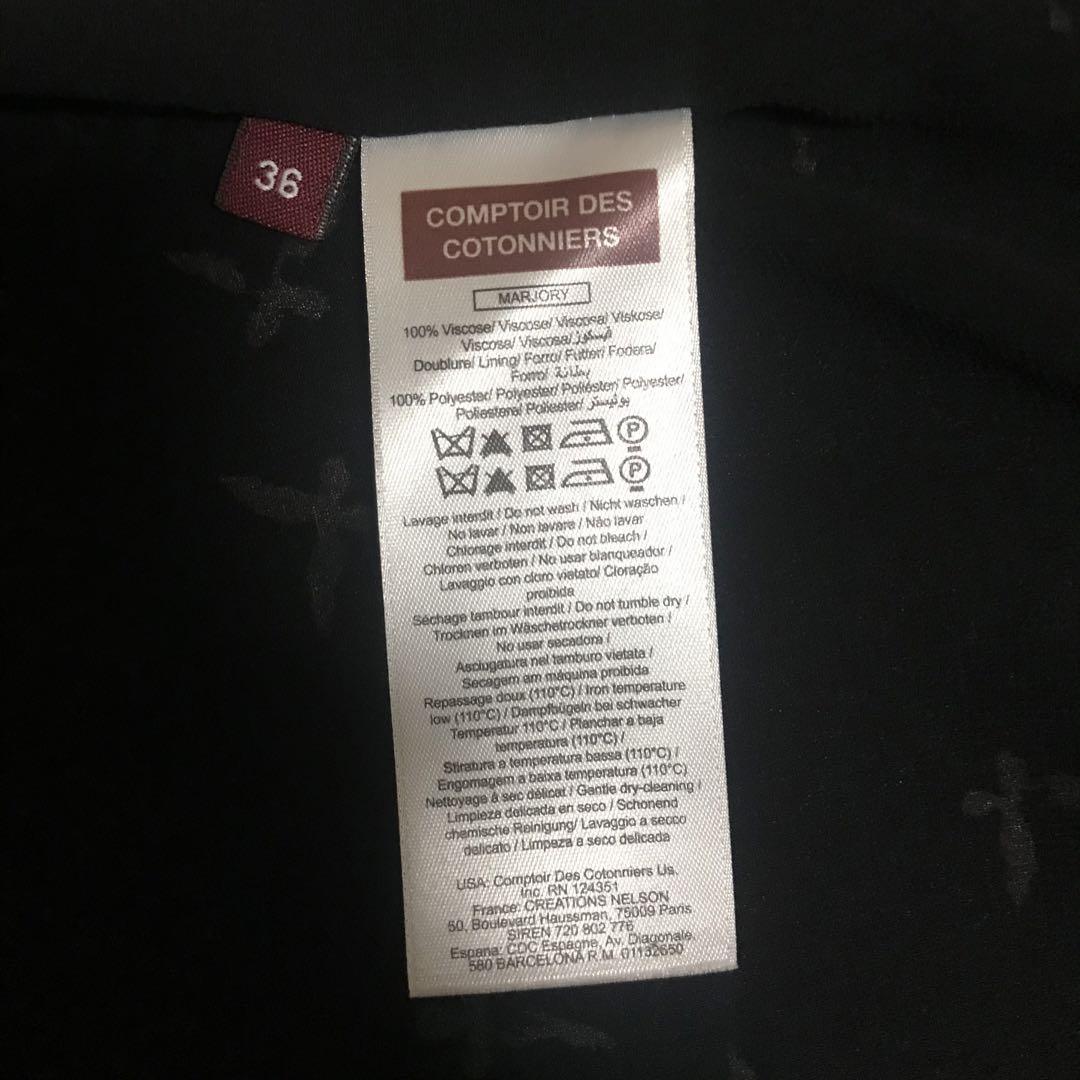 36
COMPTOIR DES
COTONNIERS
MARJORY
100% Viscose/ Viscose/ Viscosa/ Viskose/
Viscosa/ Viscosa/ فيسكوز
Doublure/ Lining/ Forro/ Futter/ Fodera/
Forro/ بطانة
100% Polyester/ Polyester/ Poliéster/ Polyester/
Poliestere/ Poliester/ بوليستر
P
P
Lavage interdit / Do not wash / Nicht waschen /
No lavar / Non lavare / Não lavar
Chlorage interdit / Do not bleach /
Chloren verboten / No usar blanqueador /
Lavaggio con cloro vietato/ Cloração
proibida
Séchage tambour interdit / Do not tumble dry /
Trocknen im Wäschetrockner verboten /
No usar secadora /
Asciugatura nel tamburo vietata /
Secagem am máquina proibida
Repassage doux (110°C) / Iron temperature
low (110°C) / Dampfbügeln bei schwacher
Temperatur 110°C / Planchar a baja
temperatura (110°C) /
Stiratura a temperatura bassa (110°C) /
Engomagem a baixa temperatura (110°C)
Nettoyage à sec délicat / Gentle dry-cleaning /
Limpieza delicada en seco / Schonend
chemische Reinigung/ Lavaggio a secco
delicato / Limpeza a seco delicada
USA: Comptoir Des Cotonniers Us.
Inc. RN 124351
France: CREATIONS NELSON
50, Boulevard Haussman, 75009 Paris
SIREN 720 802 776
Espana: CDC Espagne, Av. Diagonale
580 BARCELONA R.M. 01132650